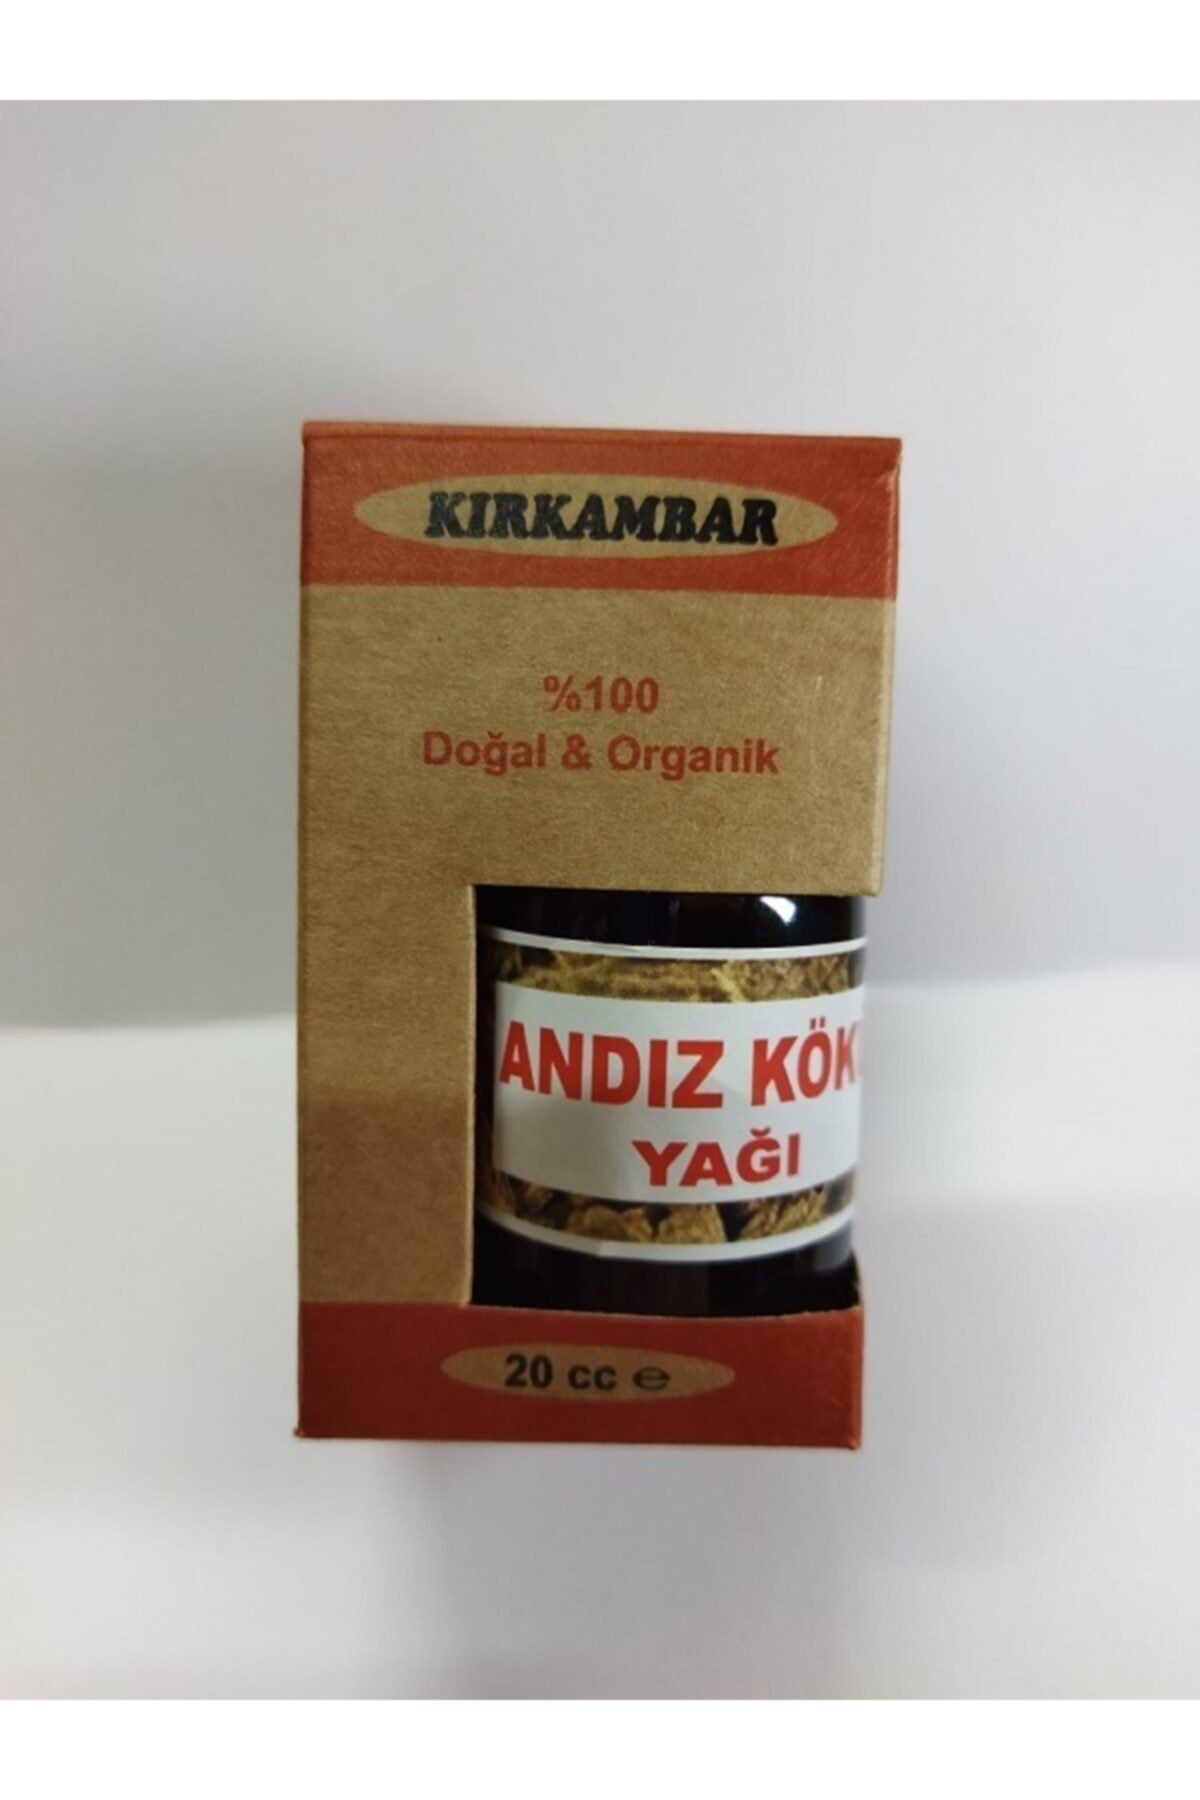 KIRKAMBAR
%100
Doğal & Organik
ANDIZ KÖK
YAĞI
20 cc ℮